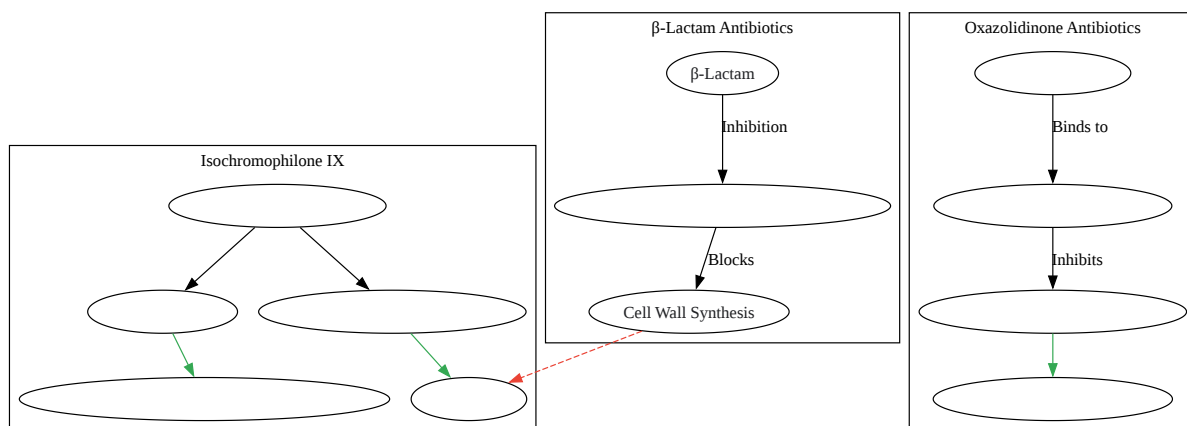 β-Lactam Antibiotics
Oxazolidinone Antibiotics
β-Lactam
Inhibition
Binds to
Isochromophilone IX
Blocks
Inhibits
Cell Wall Synthesis